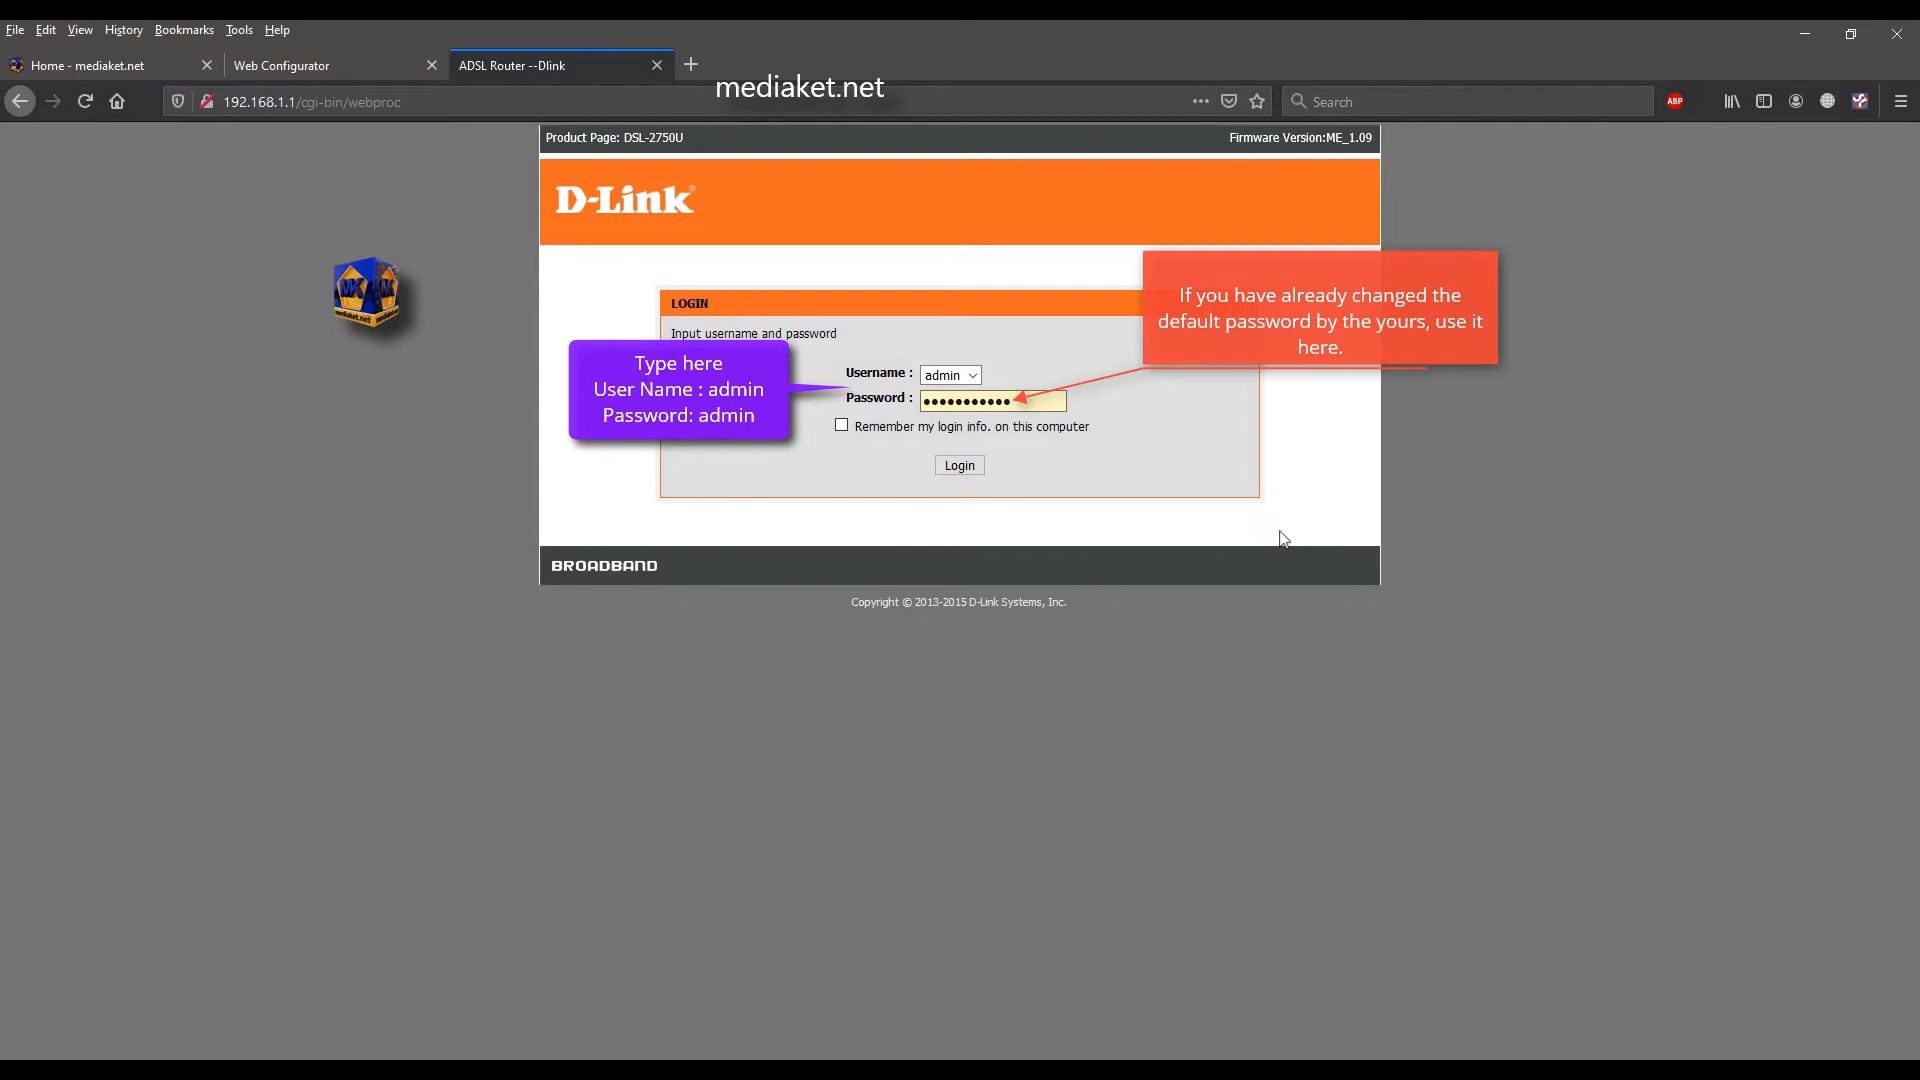 File Edit View History Bookmarks Tools Help
Home - mediaket.net
Web Configurator
ADSL Router --Dlink
mediaket.net
192.168.1.1/cgi-bin/webproc
Search
ABP
Product Page: DSL-2750U
Firmware Version:ME_1.09
D-Link
LOGIN
Input username and password
If you have already changed the
default password by the yours, use it
here.
Type here
User Name : admin
Password: admin
Username : admin
Password : ●●●●●●●●●●●
Remember my login info. on this computer
Login
BROADBAND
Copyright © 2013-2015 D-Link Systems, Inc.
MK
mediaket.net